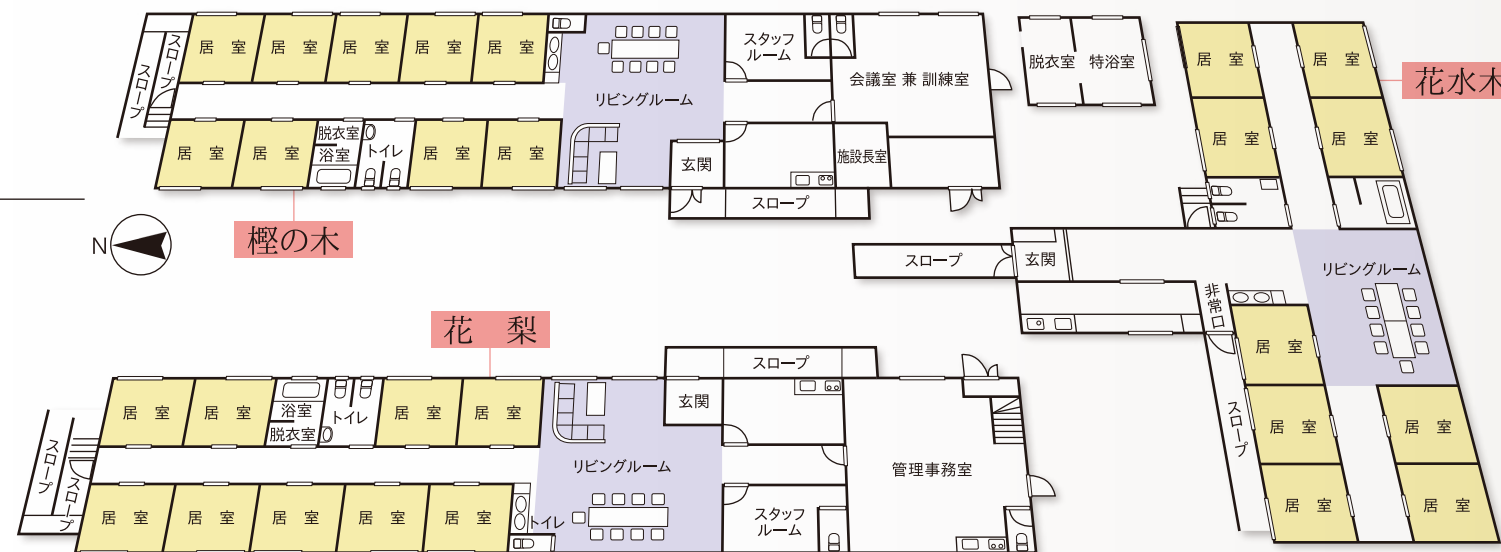 スロープ
スロープ
居 室
居 室
居 室
居 室
居 室
リビングルーム
スタッフ
ルーム
会議室 兼 訓練室
居 室
居 室
脱衣室
浴室
トイレ
居 室
居 室
玄関
施設長室
スロープ
樫の木
N
脱衣室
特浴室
居 室
居 室
居 室
居 室
花水木
スロープ
玄関
リビングルーム
非常口
居 室
居 室
居 室
居 室
居 室
スロープ
花 梨
スロープ
居 室
居 室
浴室
脱衣室
トイレ
居 室
居 室
玄関
リビングルーム
管理事務室
スロープ
スロープ
居 室
居 室
居 室
居 室
居 室
トイレ
スタッフ
ルーム